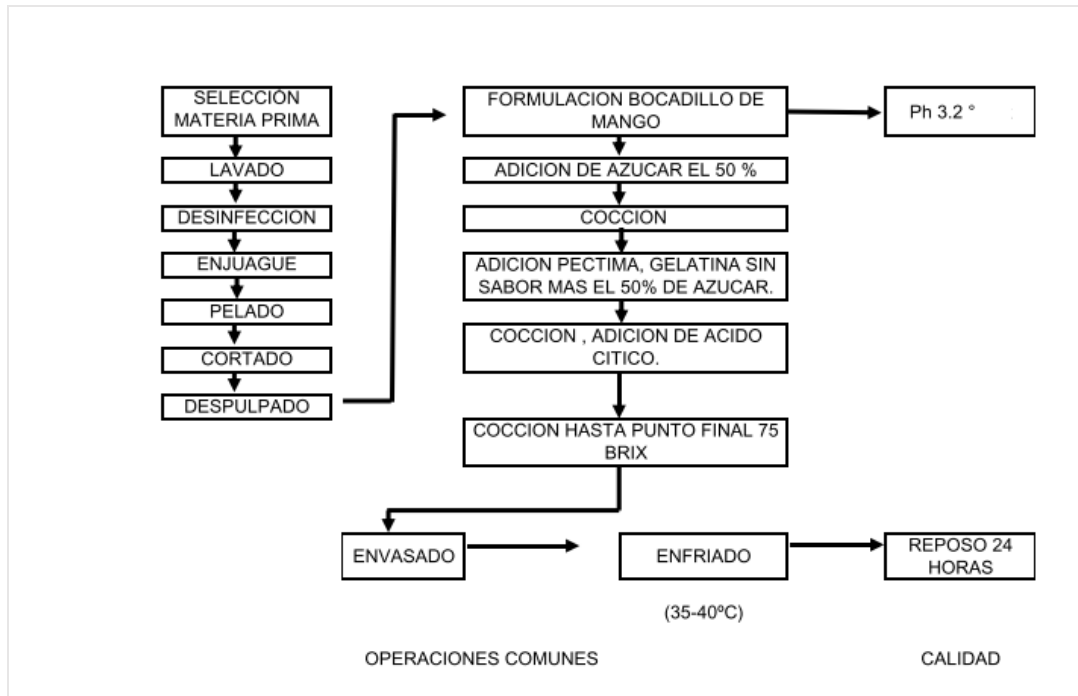 SELECCIÓN
MATERIA PRIMA
LAVADO
DESINFECCION
ENJUAGUE
PELADO
CORTADO
DESPULPADO
FORMULACION BOCADILLO DE
MANGO
Ph 3.2 °
ADICION DE AZUCAR EL 50 %
COCCION
ADICION PECTIMA, GELATINA SIN
SABOR MAS EL 50% DE AZUCAR.
COCCION , ADICION DE ACIDO
CITICO.
COCCION HASTA PUNTO FINAL 75
BRIX
ENVASADO
ENFRIADO
REPOSO 24
HORAS
(35-40ºC)
OPERACIONES COMUNES
CALIDAD